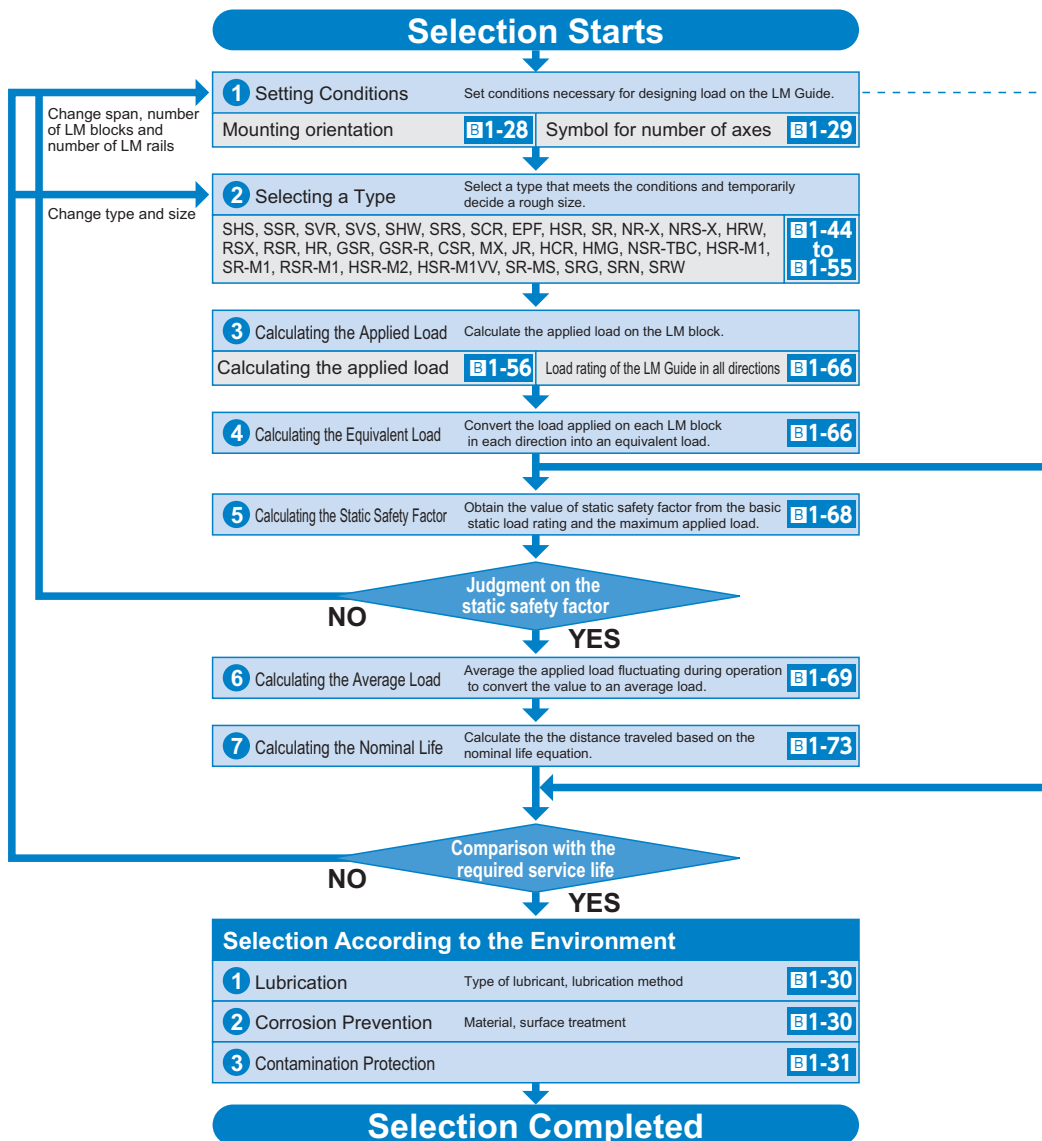 Selection Starts
1 Setting Conditions Set conditions necessary for designing load on the LM Guide.
Change span, number
of LM blocks and
number of LM rails
Mounting orientation B1-28 Symbol for number of axes B1-29
2 Selecting a Type Select a type that meets the conditions and temporarily
decide a rough size.
Change type and size
SHS, SSR, SVR, SVS, SHW, SRS, SCR, EPF, HSR, SR, NR-X, NRS-X, HRW,
RSX, RSR, HR, GSR, GSR-R, CSR, MX, JR, HCR, HMG, NSR-TBC, HSR-M1,
SR-M1, RSR-M1, HSR-M2, HSR-M1VV, SR-MS, SRG, SRN, SRW
B1-44
to
B1-55
3 Calculating the Applied Load Calculate the applied load on the LM block.
Calculating the applied load B1-56 Load rating of the LM Guide in all directions B1-66
4 Calculating the Equivalent Load Convert the load applied on each LM block
in each direction into an equivalent load. B1-66
5 Calculating the Static Safety Factor Obtain the value of static safety factor from the basic
static load rating and the maximum applied load. B1-68
Judgment on the
static safety factor
NO
YES
6 Calculating the Average Load Average the applied load fluctuating during operation
to convert the value to an average load. B1-69
7 Calculating the Nominal Life Calculate the the distance traveled based on the
nominal life equation. B1-73
Comparison with the
required service life
NO
YES
Selection According to the Environment
1 Lubrication Type of lubricant, lubrication method B1-30
2 Corrosion Prevention Material, surface treatment B1-30
3 Contamination Protection B1-31
Selection Completed